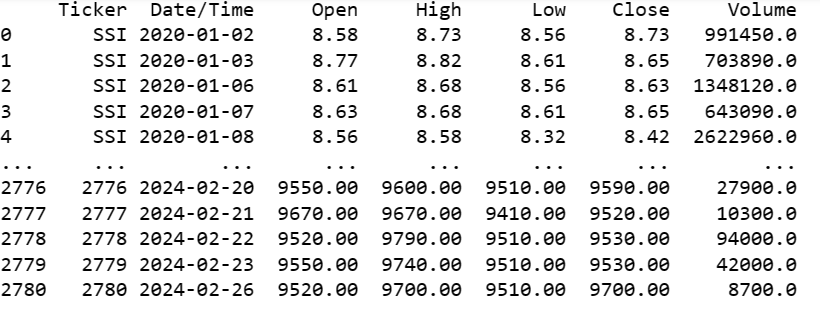 Ticker Date/Time Open High Low Close Volume
0 SSI 2020-01-02 8.58 8.73 8.56 8.73 991450.0
1 SSI 2020-01-03 8.77 8.82 8.61 8.65 703890.0
2 SSI 2020-01-06 8.61 8.68 8.56 8.63 1348120.0
3 SSI 2020-01-07 8.63 8.68 8.61 8.65 643090.0
4 SSI 2020-01-08 8.56 8.58 8.32 8.42 2622960.0
... ... ... ... ... ... ... ...
2776 2776 2024-02-20 9550.00 9600.00 9510.00 9590.00 27900.0
2777 2777 2024-02-21 9670.00 9670.00 9410.00 9520.00 10300.0
2778 2778 2024-02-22 9520.00 9790.00 9510.00 9530.00 94000.0
2779 2779 2024-02-23 9550.00 9740.00 9510.00 9530.00 42000.0
2780 2780 2024-02-26 9520.00 9700.00 9510.00 9700.00 8700.0